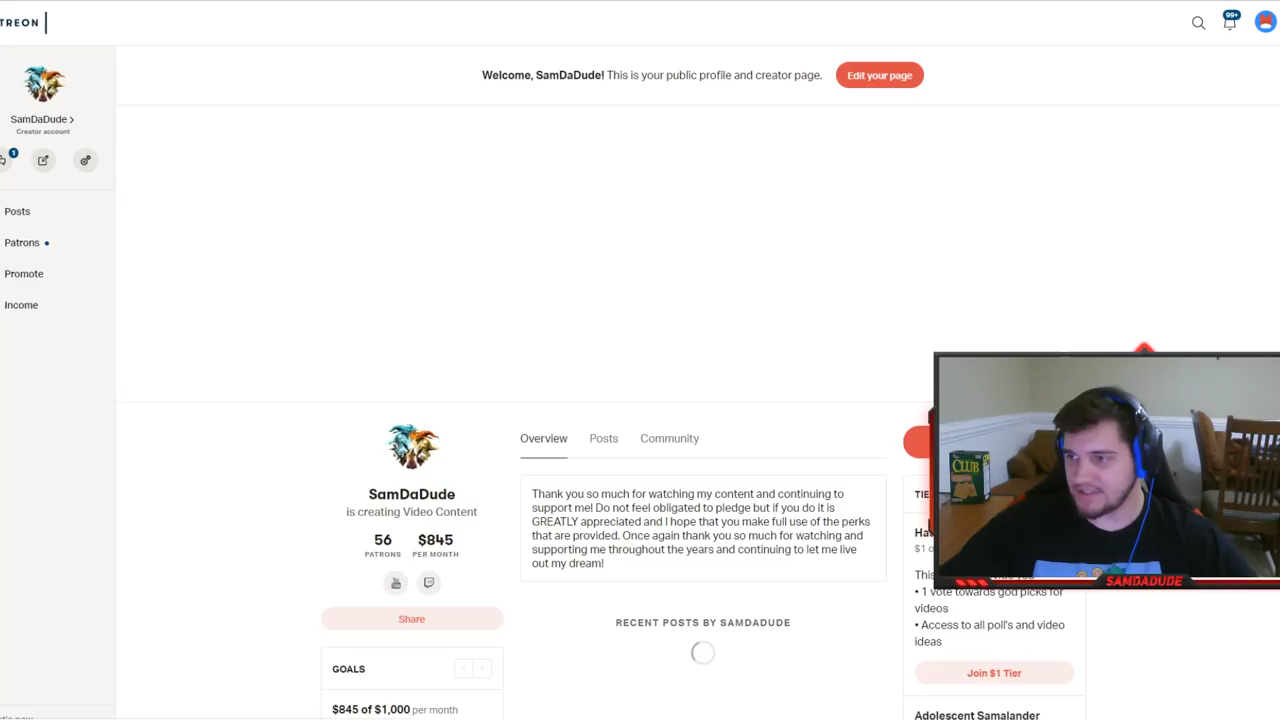 TREON
99+
SamDaDude
Creator account
1
Welcome, SamDaDude! This is your public profile and creator page.
Edit your page
Posts
Patrons
Promote
Income
SamDaDude
is creating Video Content
56
PATRONS
$845
PER MONTH
Share
GOALS
$845 of $1,000 per month
Overview
Posts
Community
Thank you so much for watching my content and continuing to
support me! Do not feel obligated to pledge but if you do it is
GREATLY appreciated and I hope that you make full use of the perks
that are provided. Once again thank you so much for watching and
supporting me throughout the years and continuing to let me live
out my dream!
RECENT POSTS BY SAMDADUDE
TIE
Ha
$1 o
CLUB
SAMDADUDE
• 1 vote towards god picks for
videos
• Access to all poll's and video
ideas
Join $1 Tier
Adolescent Samalander